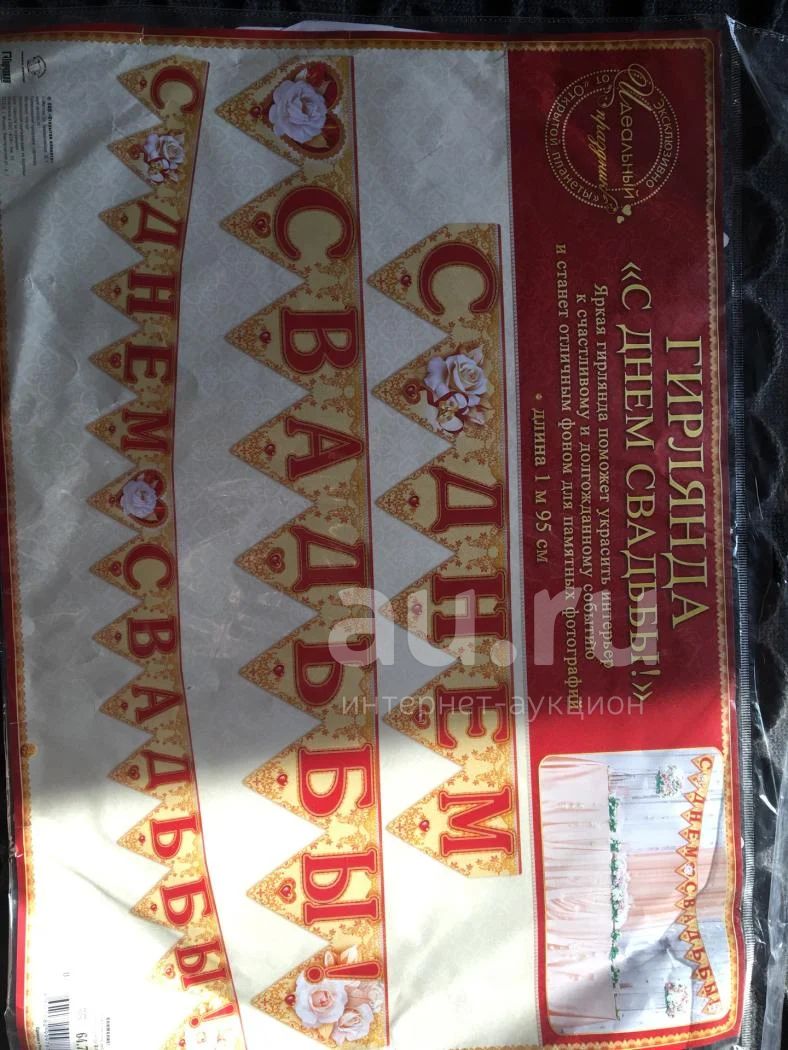 Идеальный праздник
ЭКСКЛЮЗИВНО ОТ «ОТКРЫТОЙ ПЛАНЕТЫ»
ГИРЛЯНДА
«С ДНЕМ СВАДЬБЫ!»
Яркая гирлянда поможет украсить интерьер
к счастливому и долгожданному событию
и станет отличным фоном для памятных фотографий
• длина 1 м 95 см
С ДНЕМ СВАДЬБЫ!
С ДНЕМ
СВАДЬБЫ!
С ДНЕМ СВАДЬБЫ!
au.ru
интернет-аукцион